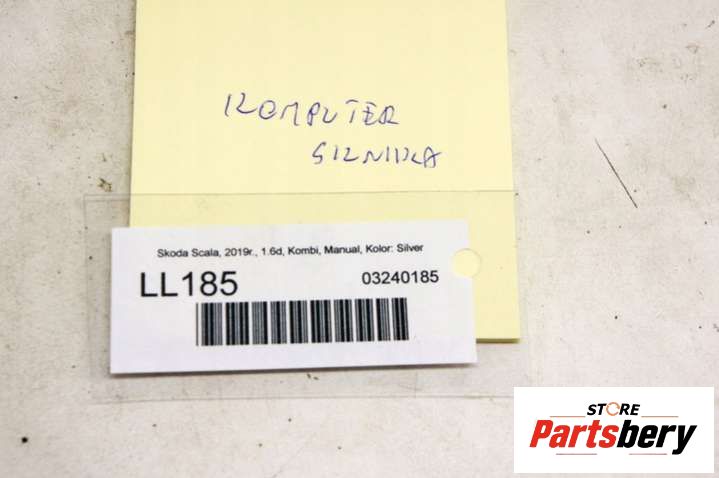 KOMPUTER
SILNIKA
Skoda Scala, 2019r., 1.6d, Kombi, Manual, Kolor: Silver
LL185 03240185
STORE
Partsbery